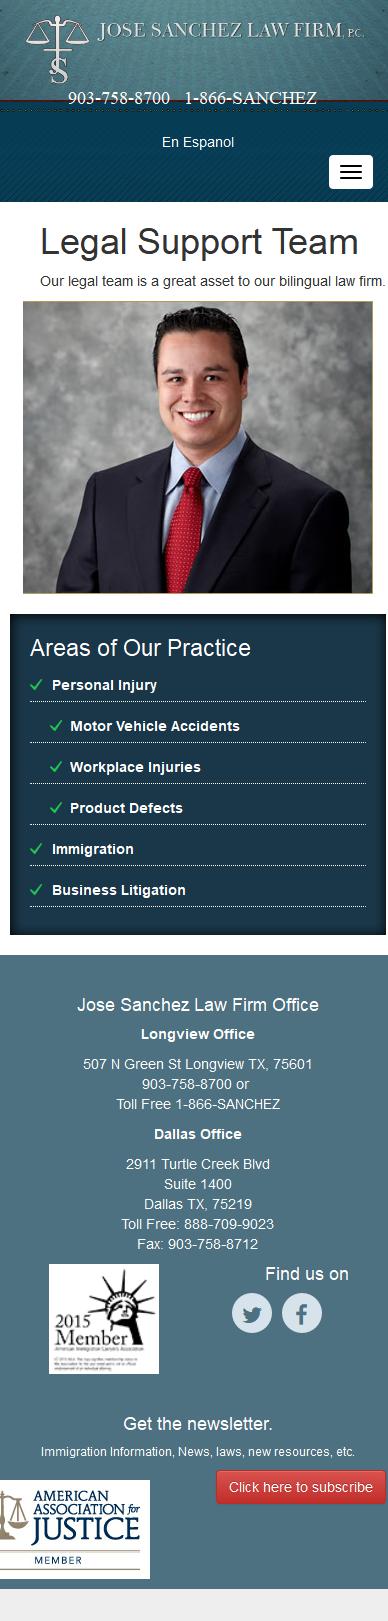 JOSE SANCHEZ LAW FIRM, P.C.
903-758-8700 1-866-SANCHEZ
En Espanol
Legal Support Team
Our legal team is a great asset to our bilingual law firm.
Areas of Our Practice
Personal Injury
Motor Vehicle Accidents
Workplace Injuries
Product Defects
Immigration
Business Litigation
Jose Sanchez Law Firm Office
Longview Office
507 N Green St Longview TX, 75601
903-758-8700 or
Toll Free 1-866-SANCHEZ
Dallas Office
2911 Turtle Creek Blvd
Suite 1400
Dallas TX, 75219
Toll Free: 888-709-9023
Fax: 903-758-8712
2015
Member
American Immigration Lawyers Association
Find us on
Get the newsletter.
Immigration Information, News, laws, new resources, etc.
Click here to subscribe
AMERICAN
ASSOCIATION for
JUSTICE
MEMBER